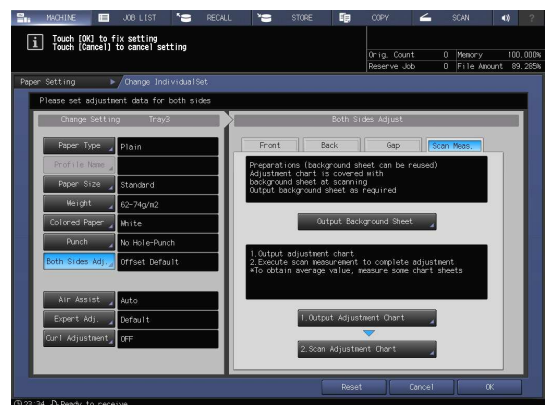 MACHINE
JOB LIST
RECALL
STORE
COPY
SCAN
?
Touch [OK] to fix setting
Touch [Cancel] to cancel setting
Orig. Count 0 Memory 100.000%
Reserve Job 0 File Amount 89.285%
Paper Setting Change IndividualSet
Please set adjustment data for both sides
Change Setting Tray3
Both Sides Adjust
Paper Type Plain
Profile Name
Paper Size Standard
Weight 62-74g/m2
Colored Paper White
Punch No Hole-Punch
Both Sides Adj. Offset Default
Air Assist Auto
Expert Adj. Default
Curl Adjustment OFF
Front Back Gap Scan Meas.
Preparations (background sheet can be reused)
Adjustment chart is covered with
background sheet at scanning
Output background sheet as required
Output Background Sheet
1.Output adjustment chart
2.Execute scan measurement to complete adjustment
*To obtain average value, measure some chart sheets
1.Output Adjustment Chart
2.Scan Adjustment Chart
Reset Cancel OK
23:34 Ready to receive